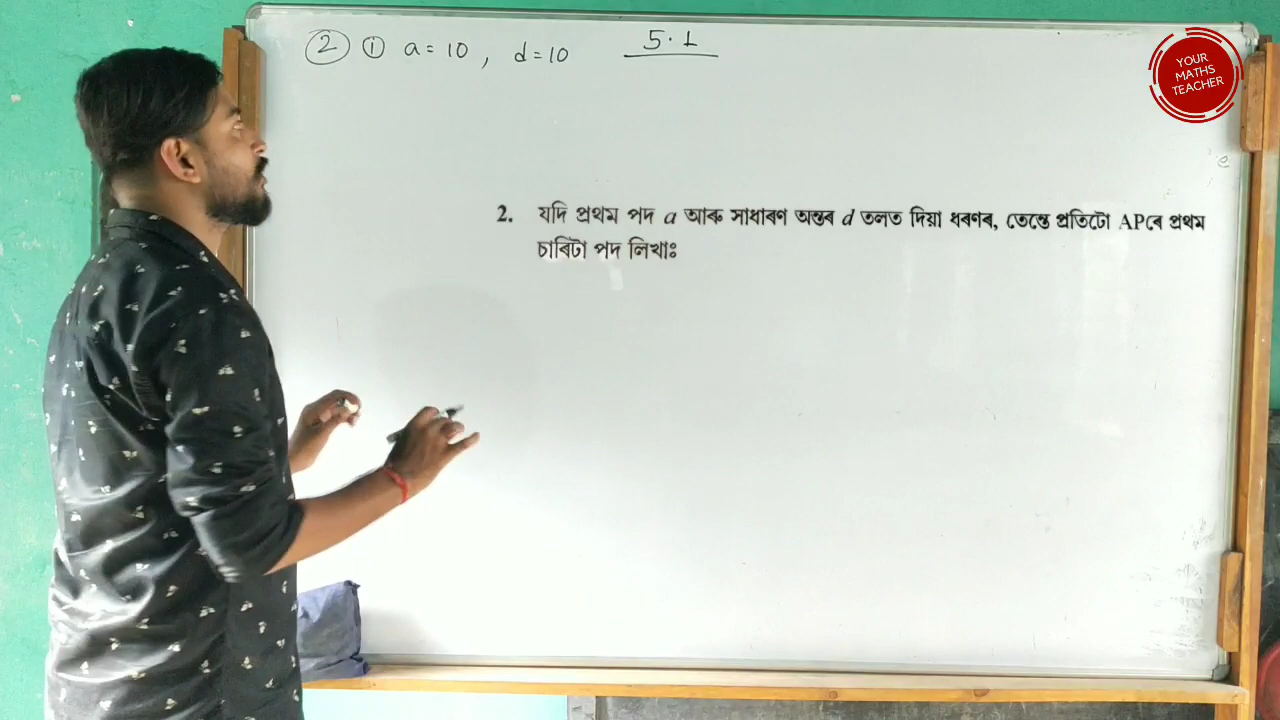 ② ① a = 10 , d = 10 5.1
YOUR
MATHS
TEACHER
2. যদি প্ৰথম পদ a আৰু সাধাৰণ অন্তৰ d তলত দিয়া ধৰণৰ, তেন্তে প্ৰতিটো APৰে প্ৰথম
চাৰিটা পদ লিখাঃ